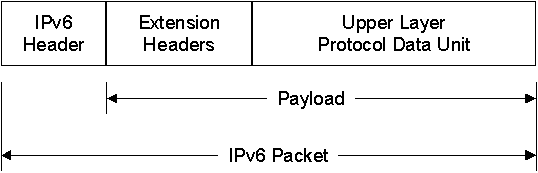 IPv6
Header
Extension
Headers
Upper Layer
Protocol Data Unit
Payload
IPv6 Packet